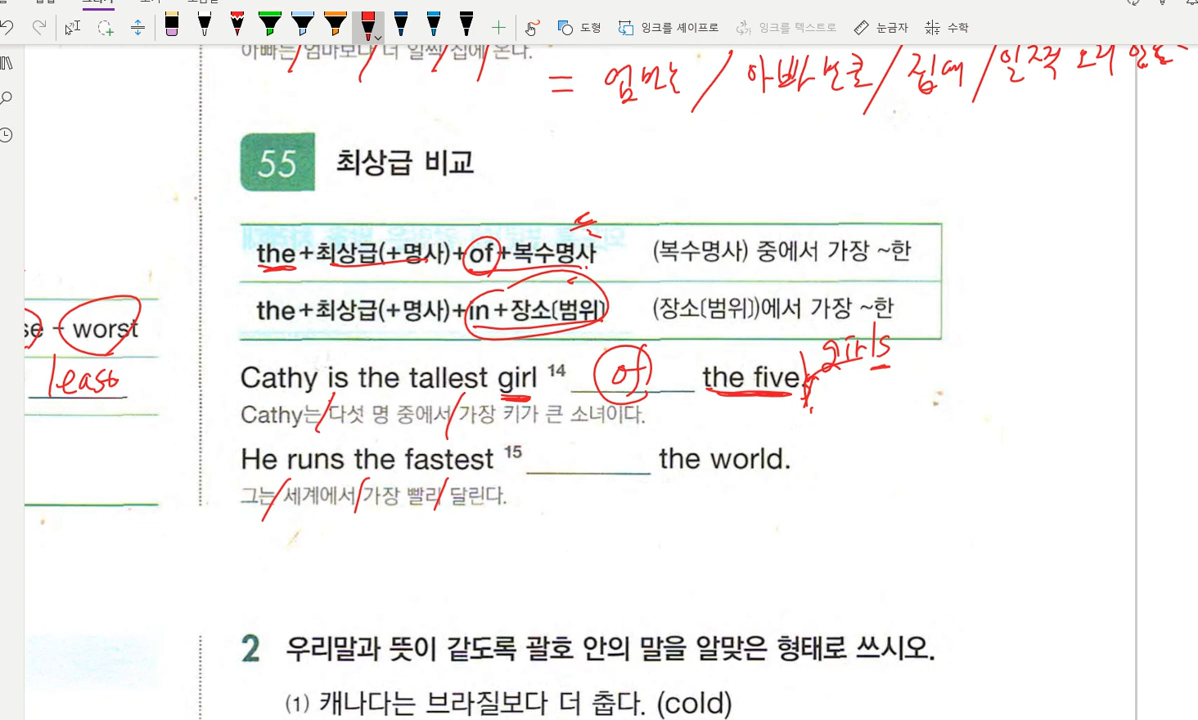 도형 잉크를 셰이프로 잉크를 텍스트로 눈금자 수학
아빠는/엄마보다/더 일찍/집에/온다.
= 엄마는 / 아빠보다 / 집에 /
55 최상급 비교
the+최상급(+명사)+of+복수명사 (복수명사) 중에서 가장 ~한
the+최상급(+명사)+in+장소[범위] (장소[범위])에서 가장 ~한
se - worst
least
girls
Cathy is the tallest girl 14 of the five
Cathy는/다섯 명 중에서/가장 키가 큰 소녀이다.
He runs the fastest 15 ________ the world.
그는/세계에서/가장 빨리/달린다.
2 우리말과 뜻이 같도록 괄호 안의 말을 알맞은 형태로 쓰시오.
(1) 캐나다는 브라질보다 더 춥다. (cold)